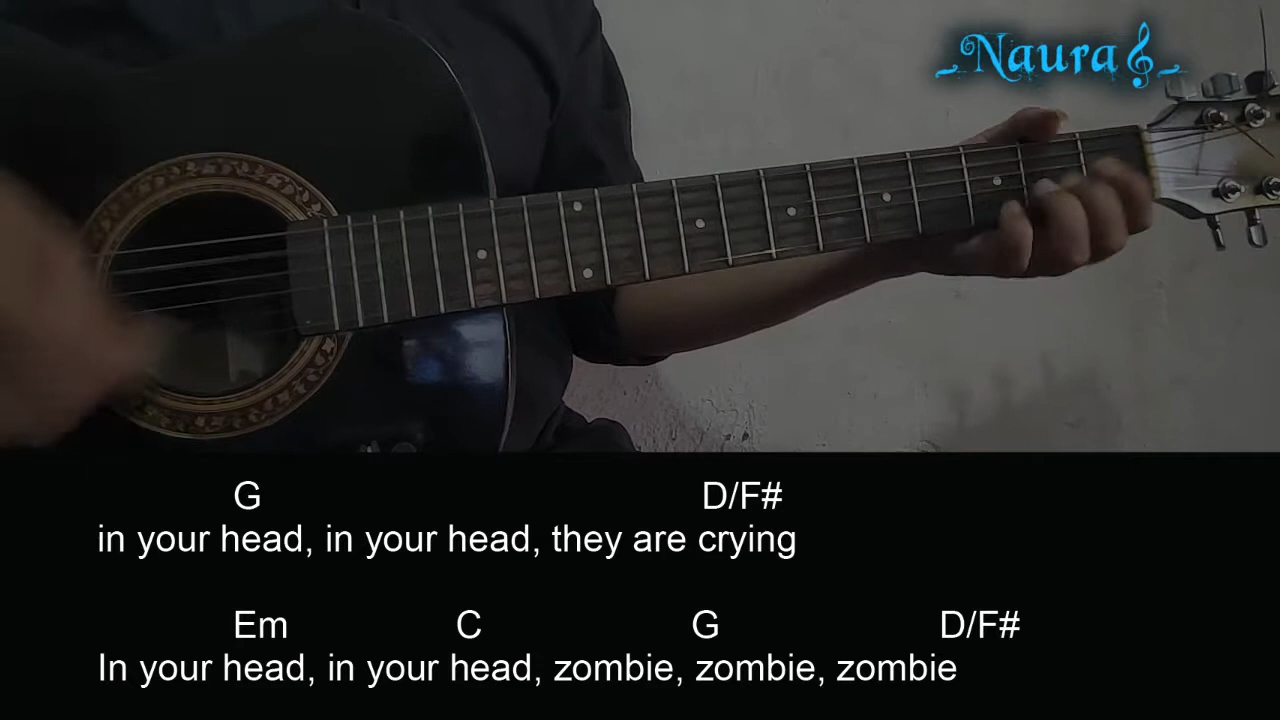 Naura
G D/F#
in your head, in your head, they are crying
Em C G D/F#
In your head, in your head, zombie, zombie, zombie